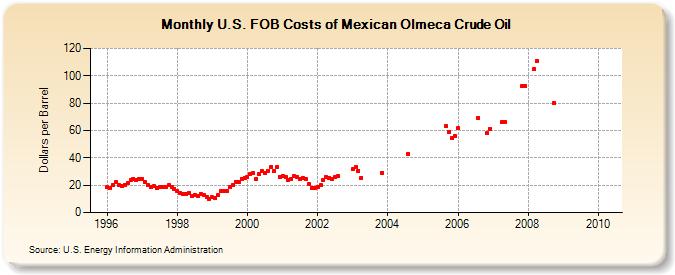 Monthly U.S. FOB Costs of Mexican Olmeca Crude Oil
Dollars per Barrel
120
100
80
60
40
20
0
1996 1998 2000 2002 2004 2006 2008 2010
Source: U.S. Energy Information Administration